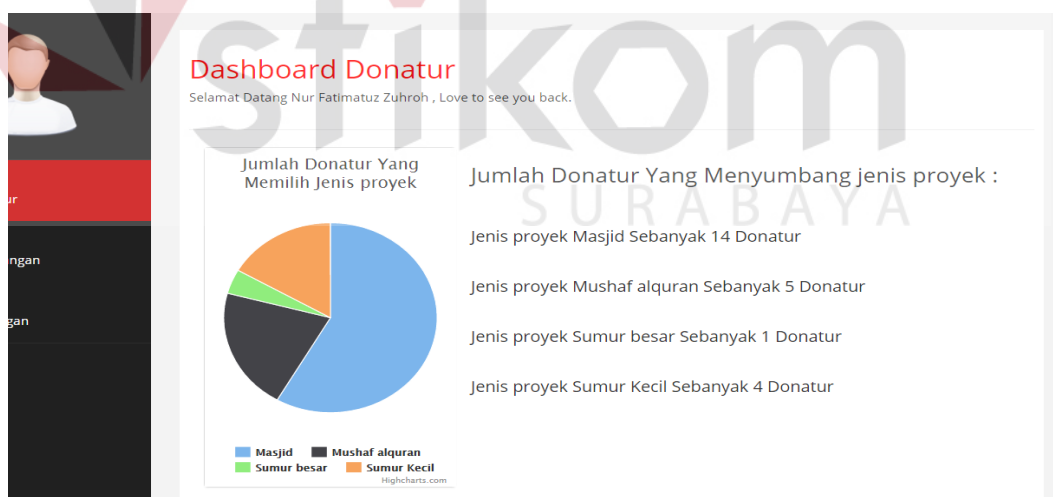 stikom
SURABAYA
Dashboard Donatur
Selamat Datang Nur Fatimatuz Zuhroh , Love to see you back.
ur
ngan
gan
Jumlah Donatur Yang
Memilih Jenis proyek
Masjid Mushaf alquran
Sumur besar Sumur Kecil
Highcharts.com
Jumlah Donatur Yang Menyumbang jenis proyek :
Jenis proyek Masjid Sebanyak 14 Donatur
Jenis proyek Mushaf alquran Sebanyak 5 Donatur
Jenis proyek Sumur besar Sebanyak 1 Donatur
Jenis proyek Sumur Kecil Sebanyak 4 Donatur